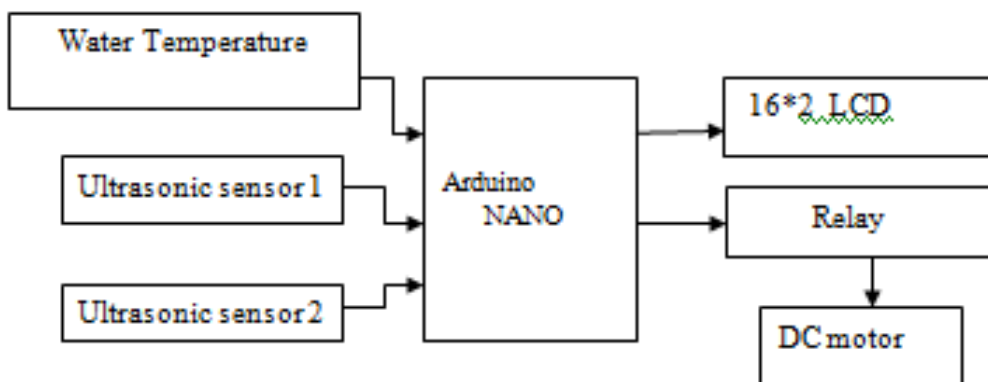 Water Temperature
Ultrasonic sensor 1
Ultrasonic sensor 2
Arduino
NANO
16*2 LCD
Relay
DC motor